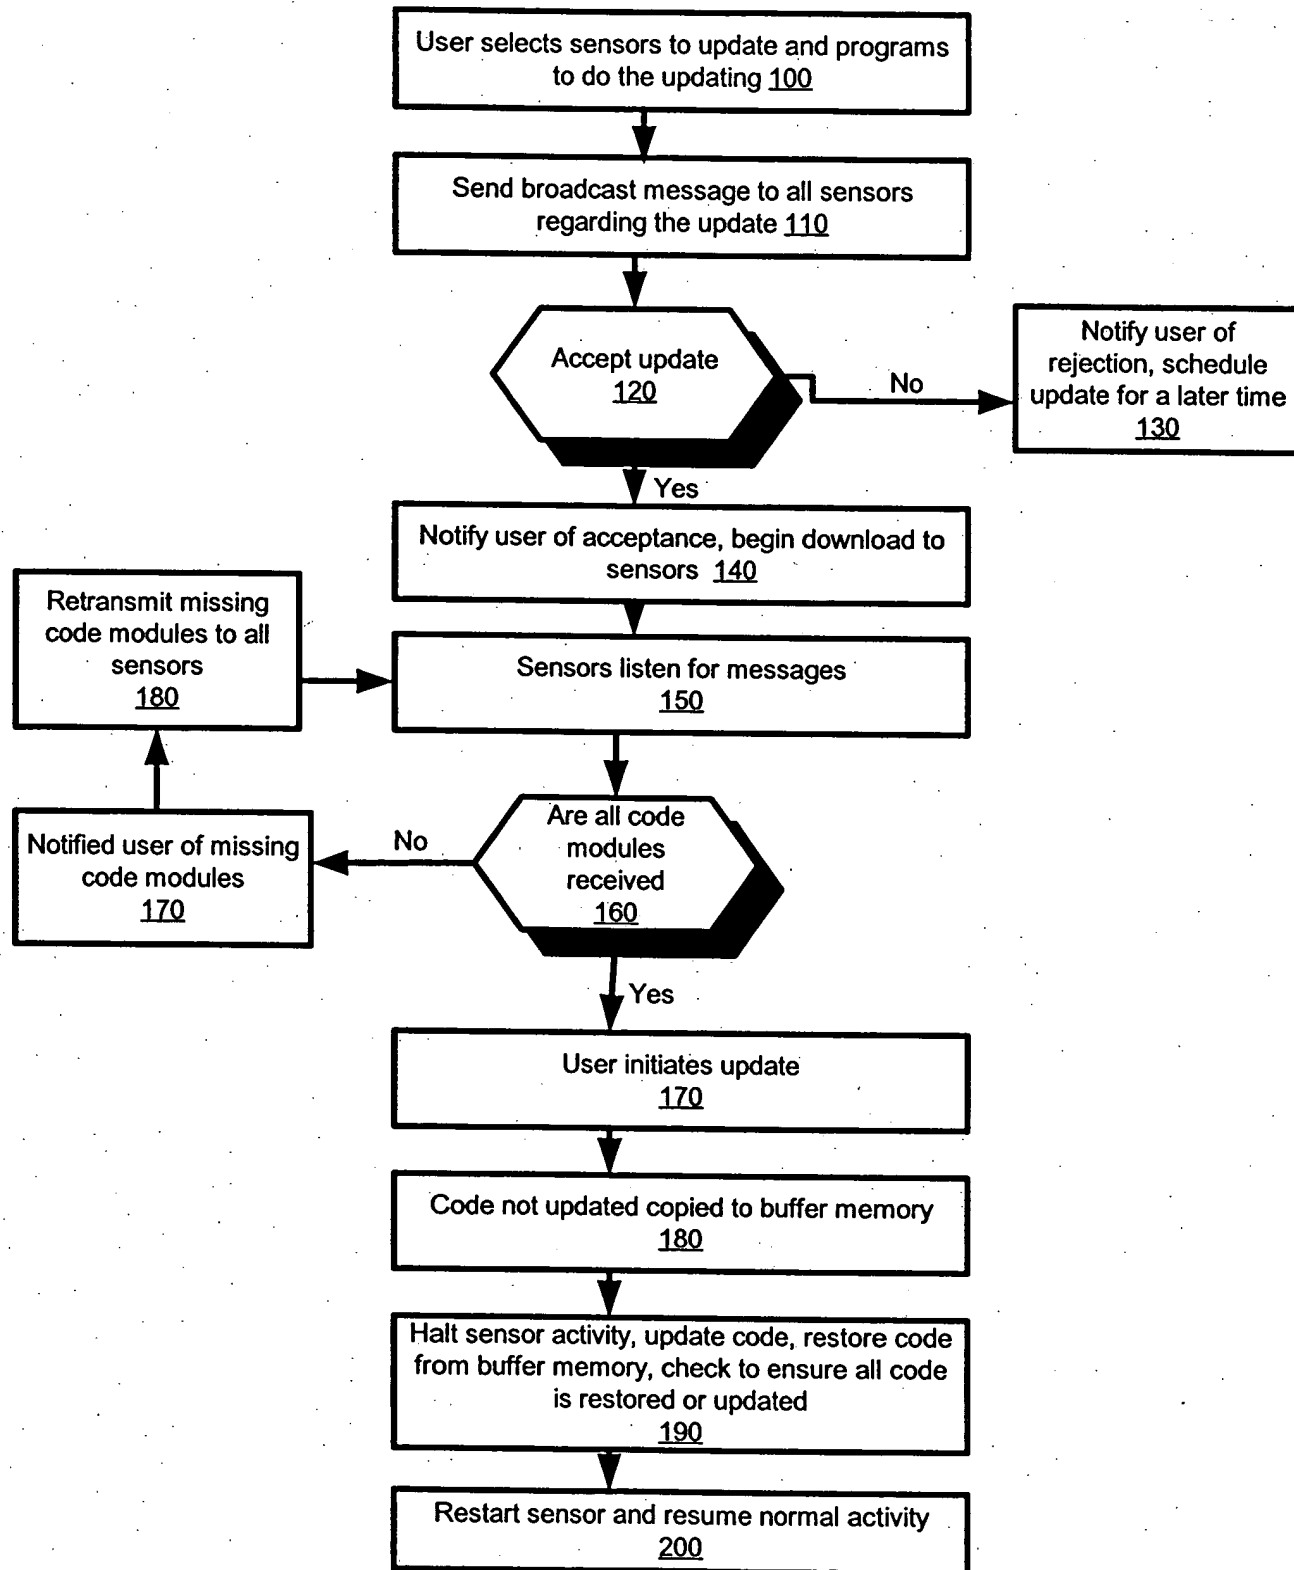 User selects sensors to update and programs
to do the updating 100
Send broadcast message to all sensors
regarding the update 110
Accept update
120
No
Notify user of
rejection, schedule
update for a later time
130
Yes
Notify user of acceptance, begin download to
sensors 140
Retransmit missing
code modules to all
sensors
180
Sensors listen for messages
150
Are all code
modules
received
160
No
Notified user of missing
code modules
170
Yes
User initiates update
170
Code not updated copied to buffer memory
180
Halt sensor activity, update code, restore code
from buffer memory, check to ensure all code
is restored or updated
190
Restart sensor and resume normal activity
200